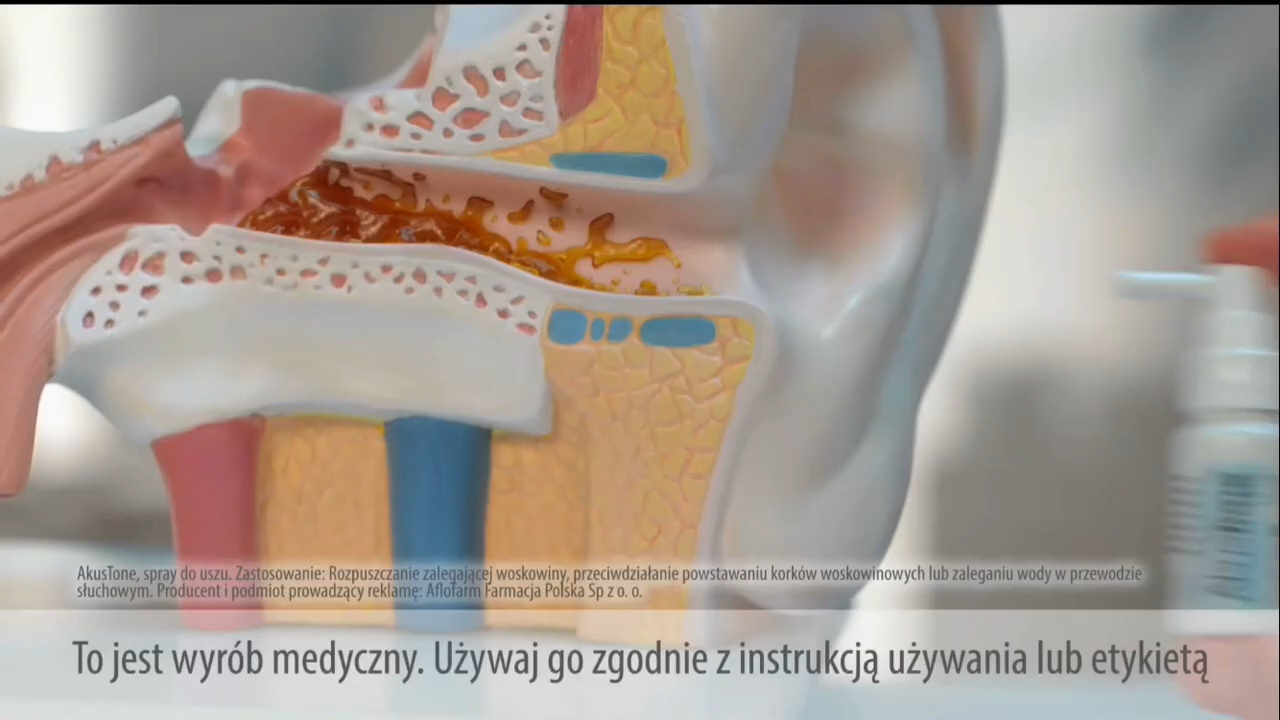 AkusTone, spray do uszu. Zastosowanie: Rozpuszczanie zalegającej woskowiny, przeciwdziałanie powstawaniu korków woskowinowych lub zaleganiu wody w przewodzie
słuchowym. Producent i podmiot prowadzący reklamę: Aflofarm Farmacja Polska Sp z o. o.
To jest wyrób medyczny. Używaj go zgodnie z instrukcją używania lub etykietą